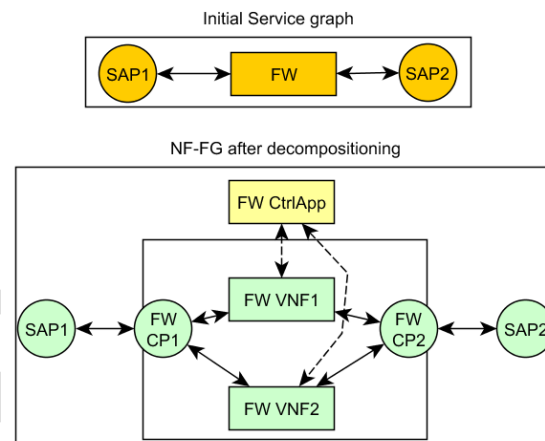 Initial Service graph
SAP1
FW
SAP2
NF-FG after decompositioning
FW CtrlApp
FW VNF1
SAP1
FW
CP1
FW
CP2
SAP2
FW VNF2